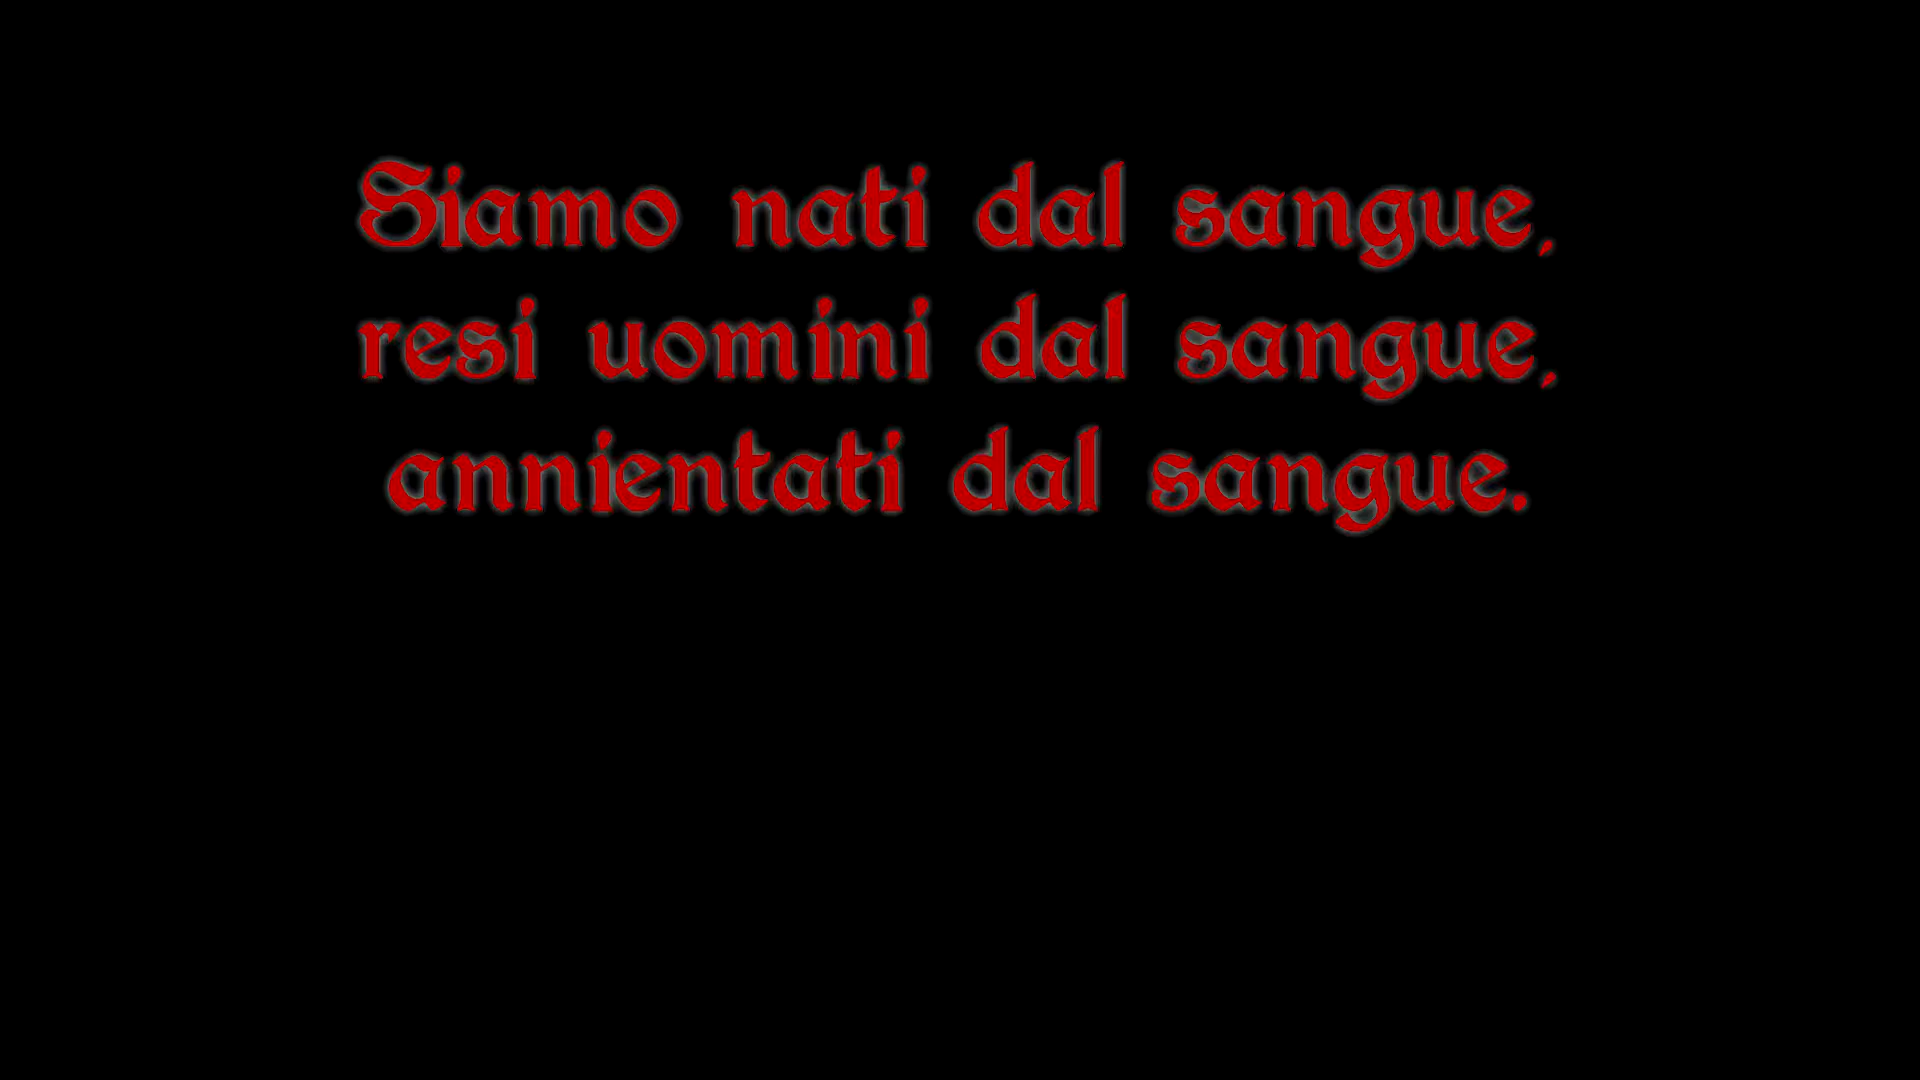 Siamo nati dal sangue,
resi uomini dal sangue,
annientati dal sangue.